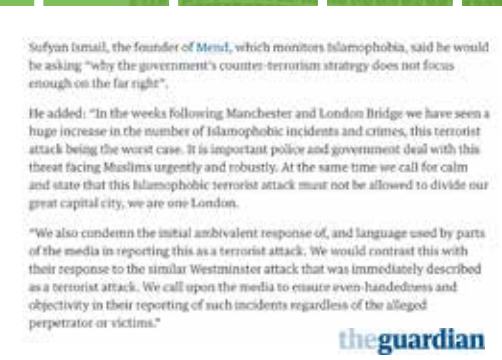 Sufyan Ismail, the founder of Mend, which monitors Islamophobia, said he would
be asking "why the government's counter-terrorism strategy does not focus
enough on the far right".
He added: "In the weeks following Manchester and London Bridge we have seen a
huge increase in the number of Islamophobic incidents and crimes, this terrorist
attack being the worst case. It is important police and government deal with this
threat facing Muslims urgently and robustly. At the same time we call for calm
and state that this Islamophobic terrorist attack must not be allowed to divide our
great capital city, we are one London.
"We also condemn the initial ambivalent response of, and language used by parts
of the media in reporting this as a terrorist attack. We would contrast this with
their response to the similar Westminster attack that was immediately described
as a terrorist attack. We call upon the media to ensure even-handedness and
objectivity in their reporting of such incidents regardless of the alleged
perpetrator or victims."
theguardian